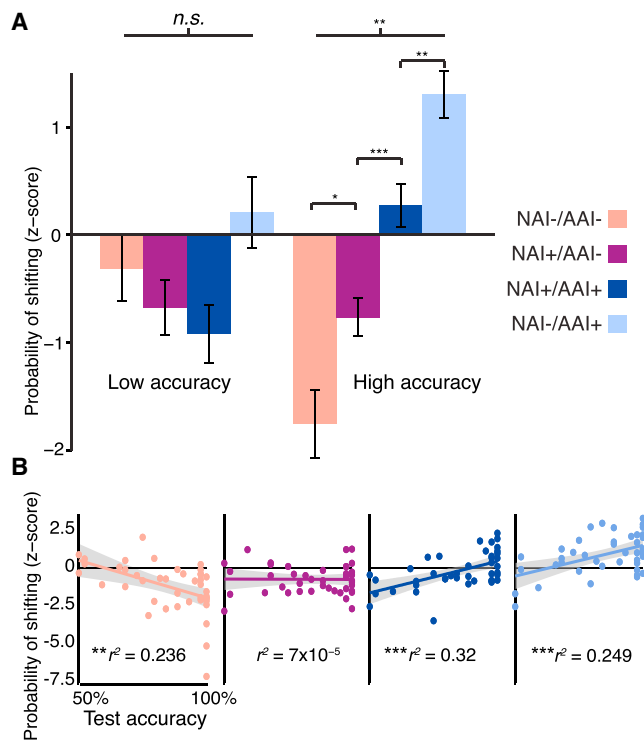 A
n.s.
**
**
***
*
1
0
−1
−2
Probability of shifting (z−score)
Low accuracy
High accuracy
NAI-/AAI-
NAI+/AAI-
NAI+/AAI+
NAI-/AAI+
B
Probability of shifting (z−score)
2.5
0
-2.5
-5.0
-7.5
**r² = 0.236
r² = 7x10⁻⁵
***r² = 0.32
***r² = 0.249
50%
100%
Test accuracy